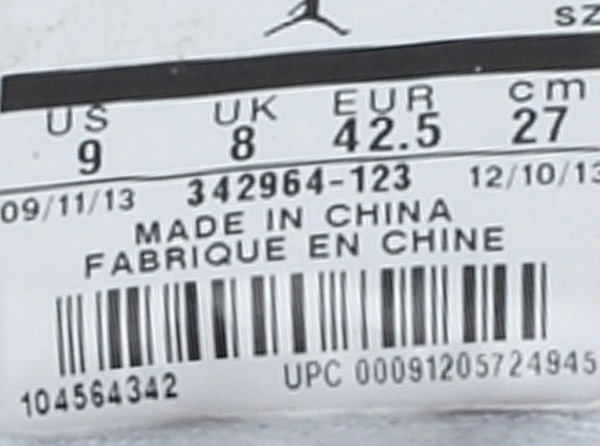 SZ
US UK EUR cm
9 8 42.5 27
09/11/13 342964-123 12/10/13
MADE IN CHINA
FABRIQUE EN CHINE
104564342 UPC 00091205724945